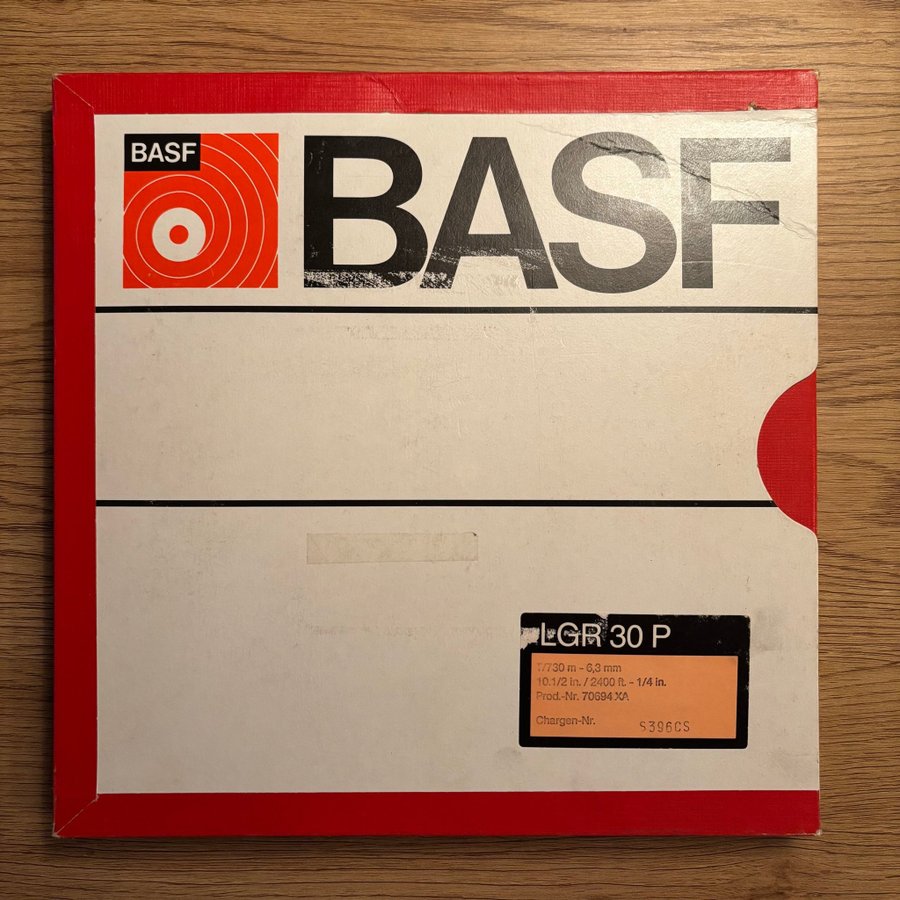 BASF
BASF
LGR 30 P
/730 m - 6,3 mm
10.1/2 in. / 2400 ft. - 1/4 in.
Prod.-Nr. 70694 XA
Chargen-Nr.
S396CS